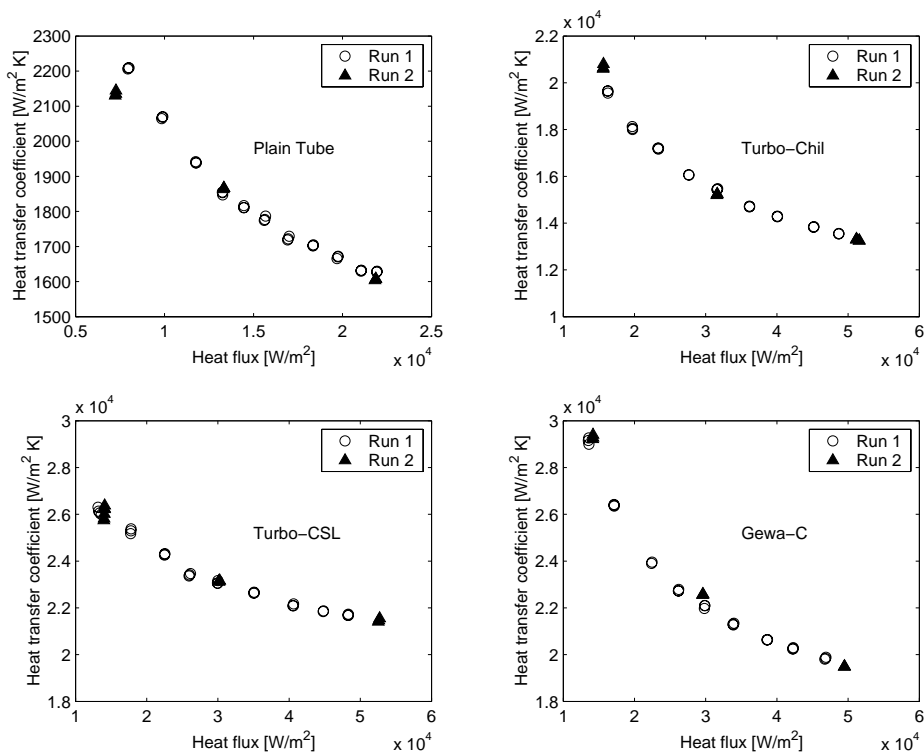 2300
2200
2100
2000
1900
1800
1700
1600
1500
Heat transfer coefficient [W/m² K]
Run 1
Run 2
Plain Tube
0.5 1 1.5 2 2.5
Heat flux [W/m²]
x 10⁴
x 10⁴
2.2
2
1.8
1.6
1.4
1.2
1
Heat transfer coefficient [W/m² K]
Run 1
Run 2
Turbo−Chil
1 2 3 4 5 6
Heat flux [W/m²]
x 10⁴
x 10⁴
3
2.8
2.6
2.4
2.2
2
1.8
Heat transfer coefficient [W/m² K]
Run 1
Run 2
Turbo−CSL
1 2 3 4 5 6
Heat flux [W/m²]
x 10⁴
x 10⁴
3
2.8
2.6
2.4
2.2
2
1.8
Heat transfer coefficient [W/m² K]
Run 1
Run 2
Gewa−C
1 2 3 4 5 6
Heat flux [W/m²]
x 10⁴